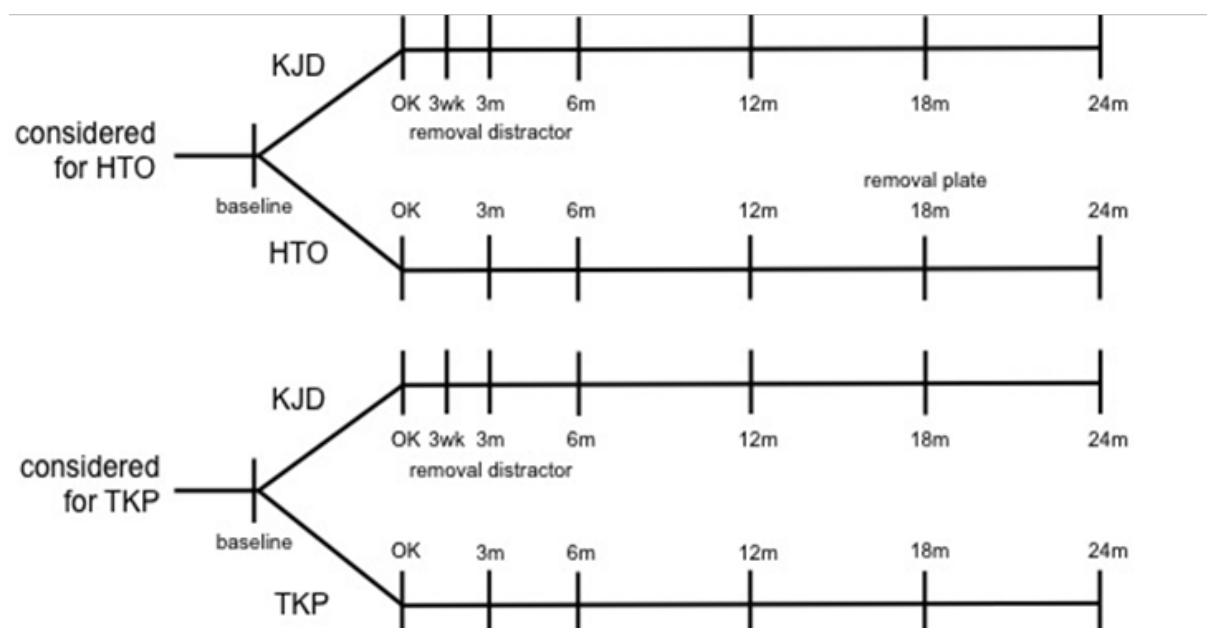 KJD
OK 3wk 3m 6m 12m 18m 24m
removal distractor
considered
for HTO
baseline
removal plate
OK 3m 6m 12m 18m 24m
HTO
KJD
OK 3wk 3m 6m 12m 18m 24m
removal distractor
considered
for TKP
baseline
OK 3m 6m 12m 18m 24m
TKP